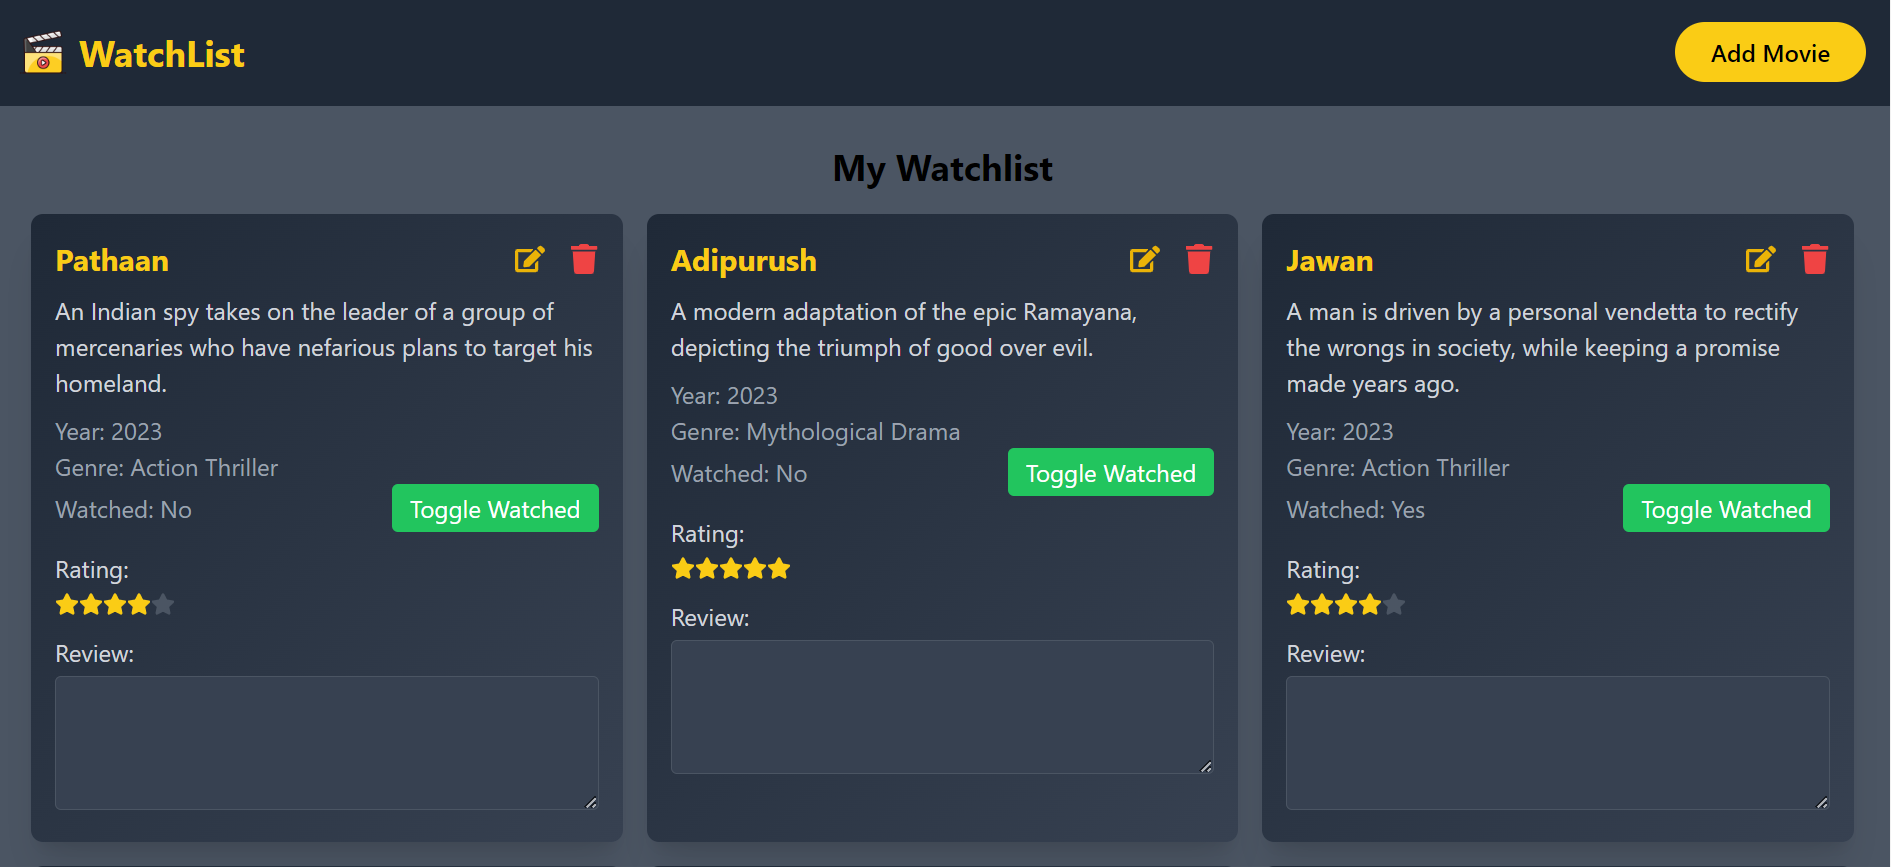 WatchList
Add Movie
My Watchlist
Pathaan
An Indian spy takes on the leader of a group of
mercenaries who have nefarious plans to target his
homeland.
Year: 2023
Genre: Action Thriller
Watched: No
Toggle Watched
Rating:
Review:
Adipurush
A modern adaptation of the epic Ramayana,
depicting the triumph of good over evil.
Year: 2023
Genre: Mythological Drama
Watched: No
Toggle Watched
Rating:
Review:
Jawan
A man is driven by a personal vendetta to rectify
the wrongs in society, while keeping a promise
made years ago.
Year: 2023
Genre: Action Thriller
Watched: Yes
Toggle Watched
Rating:
Review: